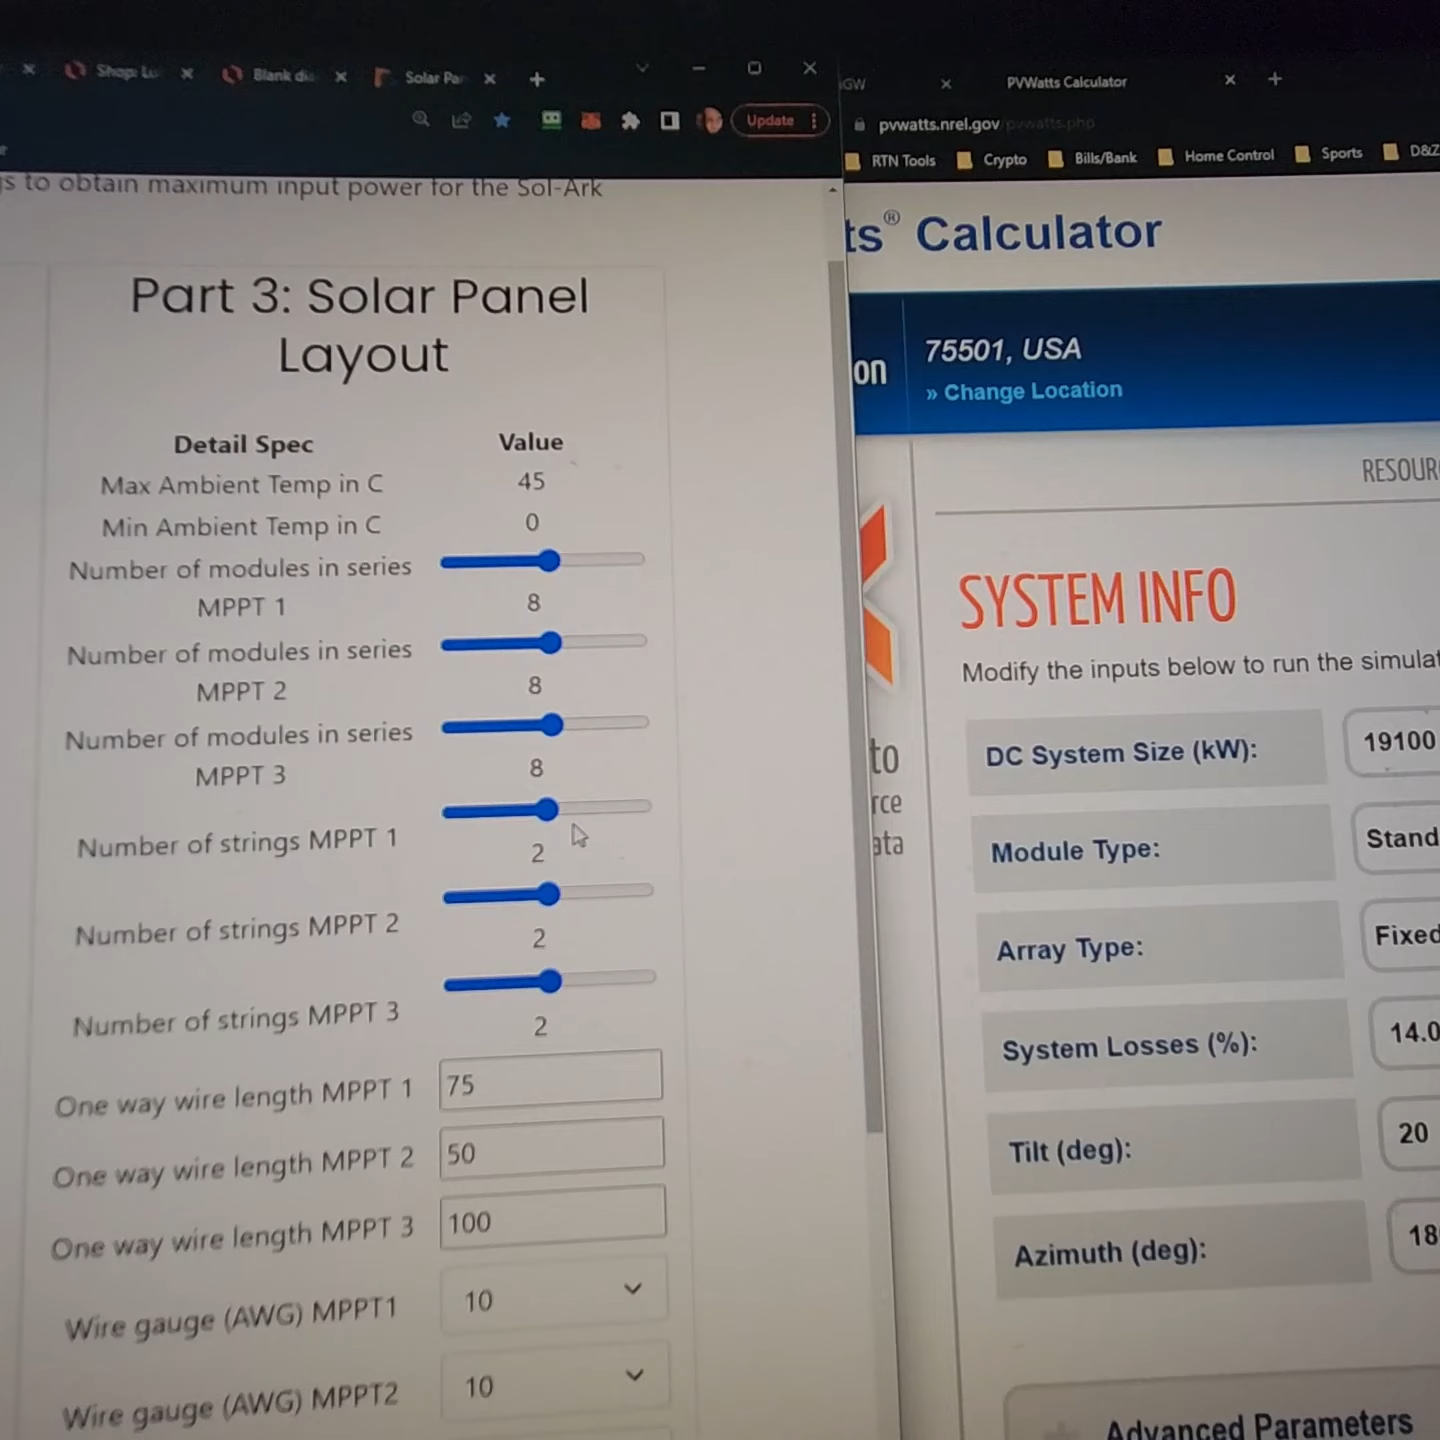 Shop: Lu
Blank di
Solar Pa
Update
GW
PVWatts Calculator
pvwatts.nrel.gov/pvwatts.php
RTN Tools
Crypto
Bills/Bank
Home Control
Sports
D&Z
s to obtain maximum input power for the Sol-Ark
Part 3: Solar Panel
Layout
Detail Spec Value
Max Ambient Temp in C 45
Min Ambient Temp in C 0
Number of modules in series
MPPT 1 8
Number of modules in series
MPPT 2 8
Number of modules in series
MPPT 3 8
Number of strings MPPT 1
2
Number of strings MPPT 2
2
Number of strings MPPT 3
2
One way wire length MPPT 1 75
One way wire length MPPT 2 50
One way wire length MPPT 3 100
Wire gauge (AWG) MPPT1 10
Wire gauge (AWG) MPPT2 10
ts® Calculator
on
75501, USA
» Change Location
RESOUR
SYSTEM INFO
Modify the inputs below to run the simulat
to
rce
ata
DC System Size (kW): 19100
Module Type: Stand
Array Type: Fixed
System Losses (%): 14.0
Tilt (deg): 20
Azimuth (deg): 18
Advanced Parameters